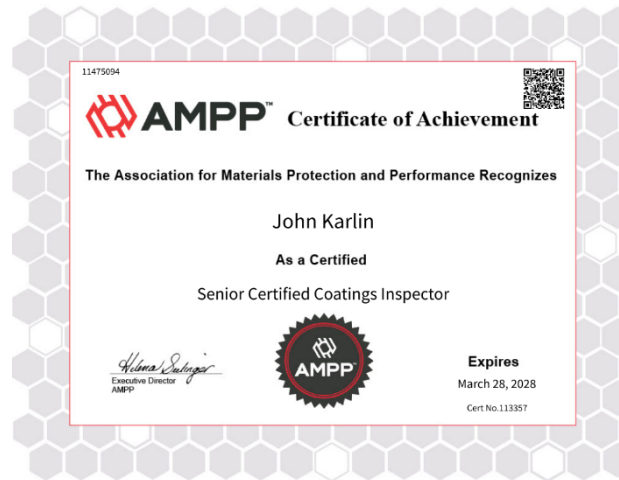 11475094
AMPP™ Certificate of Achievement
The Association for Materials Protection and Performance Recognizes
John Karlin
As a Certified
Senior Certified Coatings Inspector
Executive Director
AMPP
AMPP
Expires
March 28, 2028
Cert No.113357